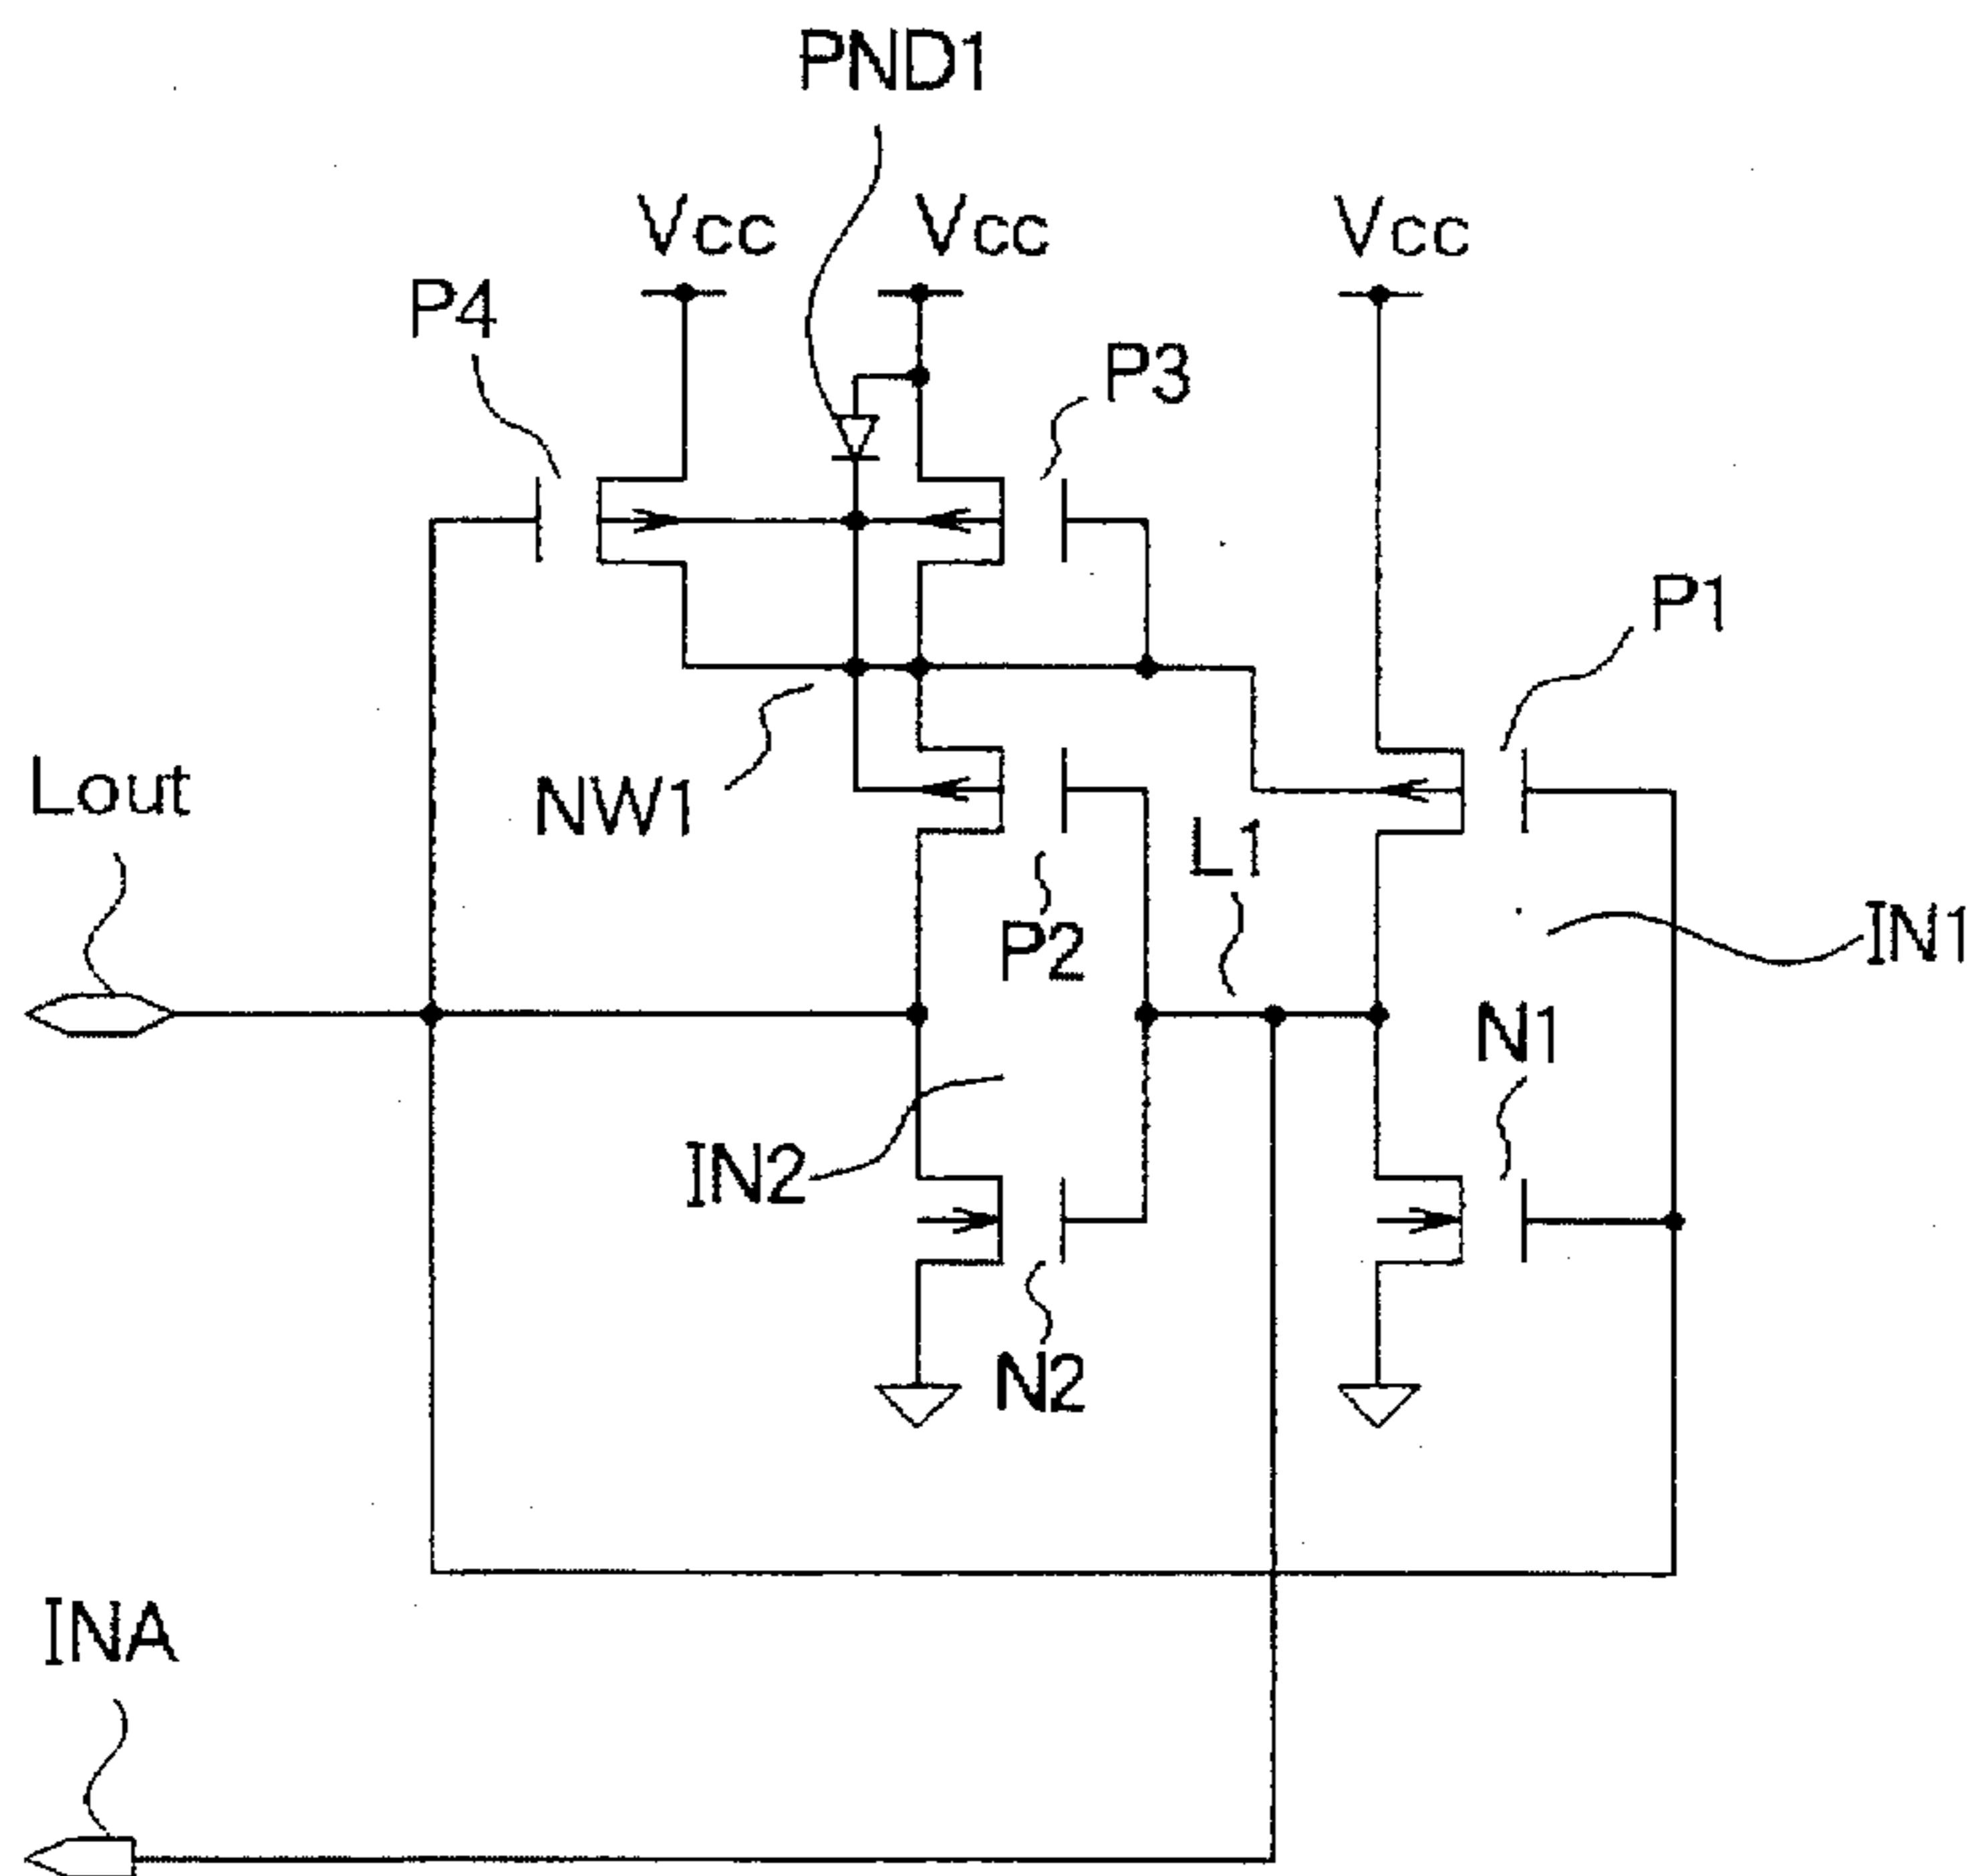 PND1
Vcc Vcc Vcc
P4
P3
P1
Lout
NW1
L1
P2
IN1
N1
IN2
N2
INA